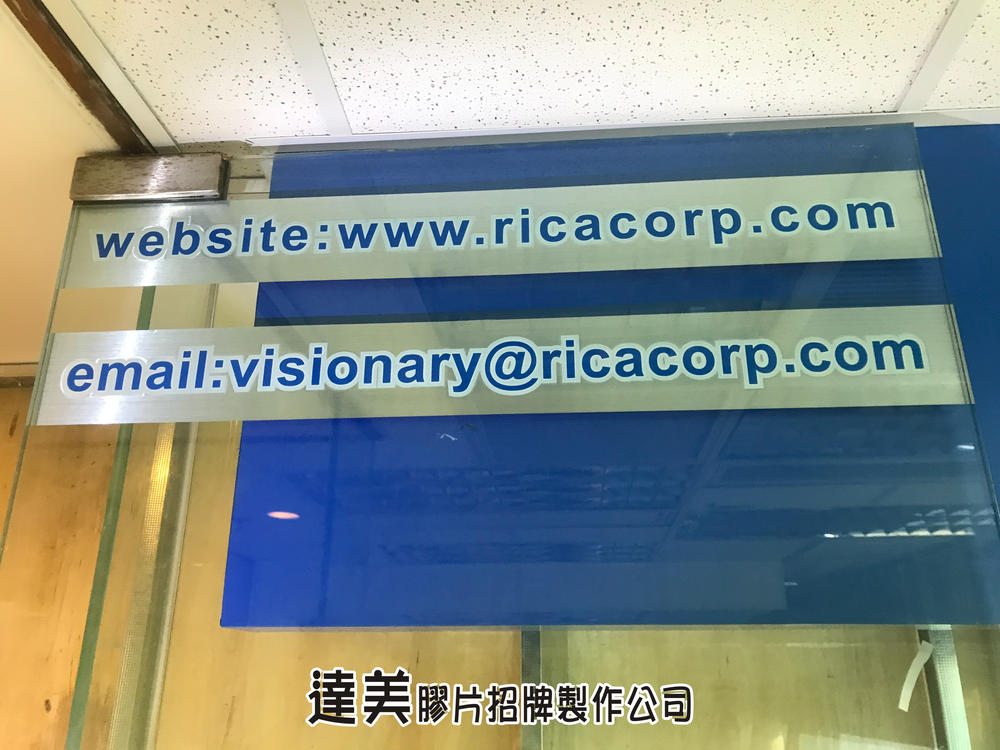 website:www.ricacorp.com
email:visionary@ricacorp.com
達美膠片招牌製作公司